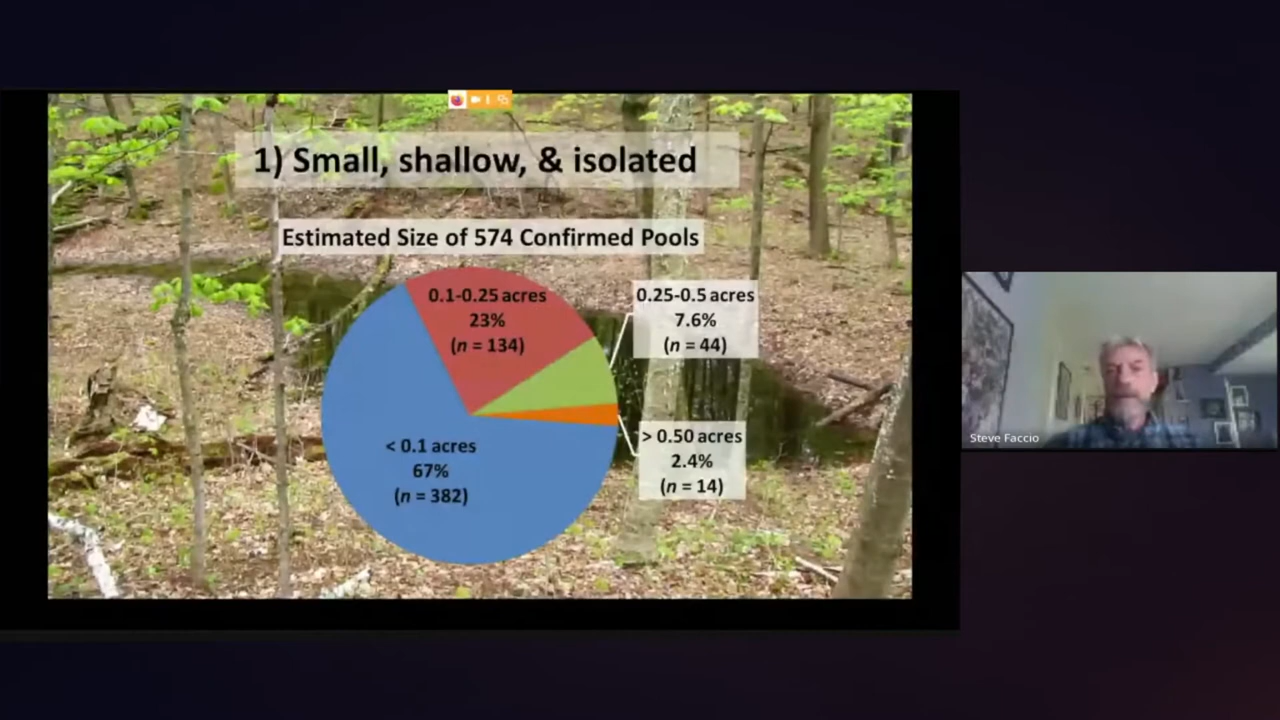 1) Small, shallow, & isolated
Estimated Size of 574 Confirmed Pools
0.1-0.25 acres
23%
(n = 134)
0.25-0.5 acres
7.6%
(n = 44)
> 0.50 acres
2.4%
(n = 14)
< 0.1 acres
67%
(n = 382)
Steve Faccio